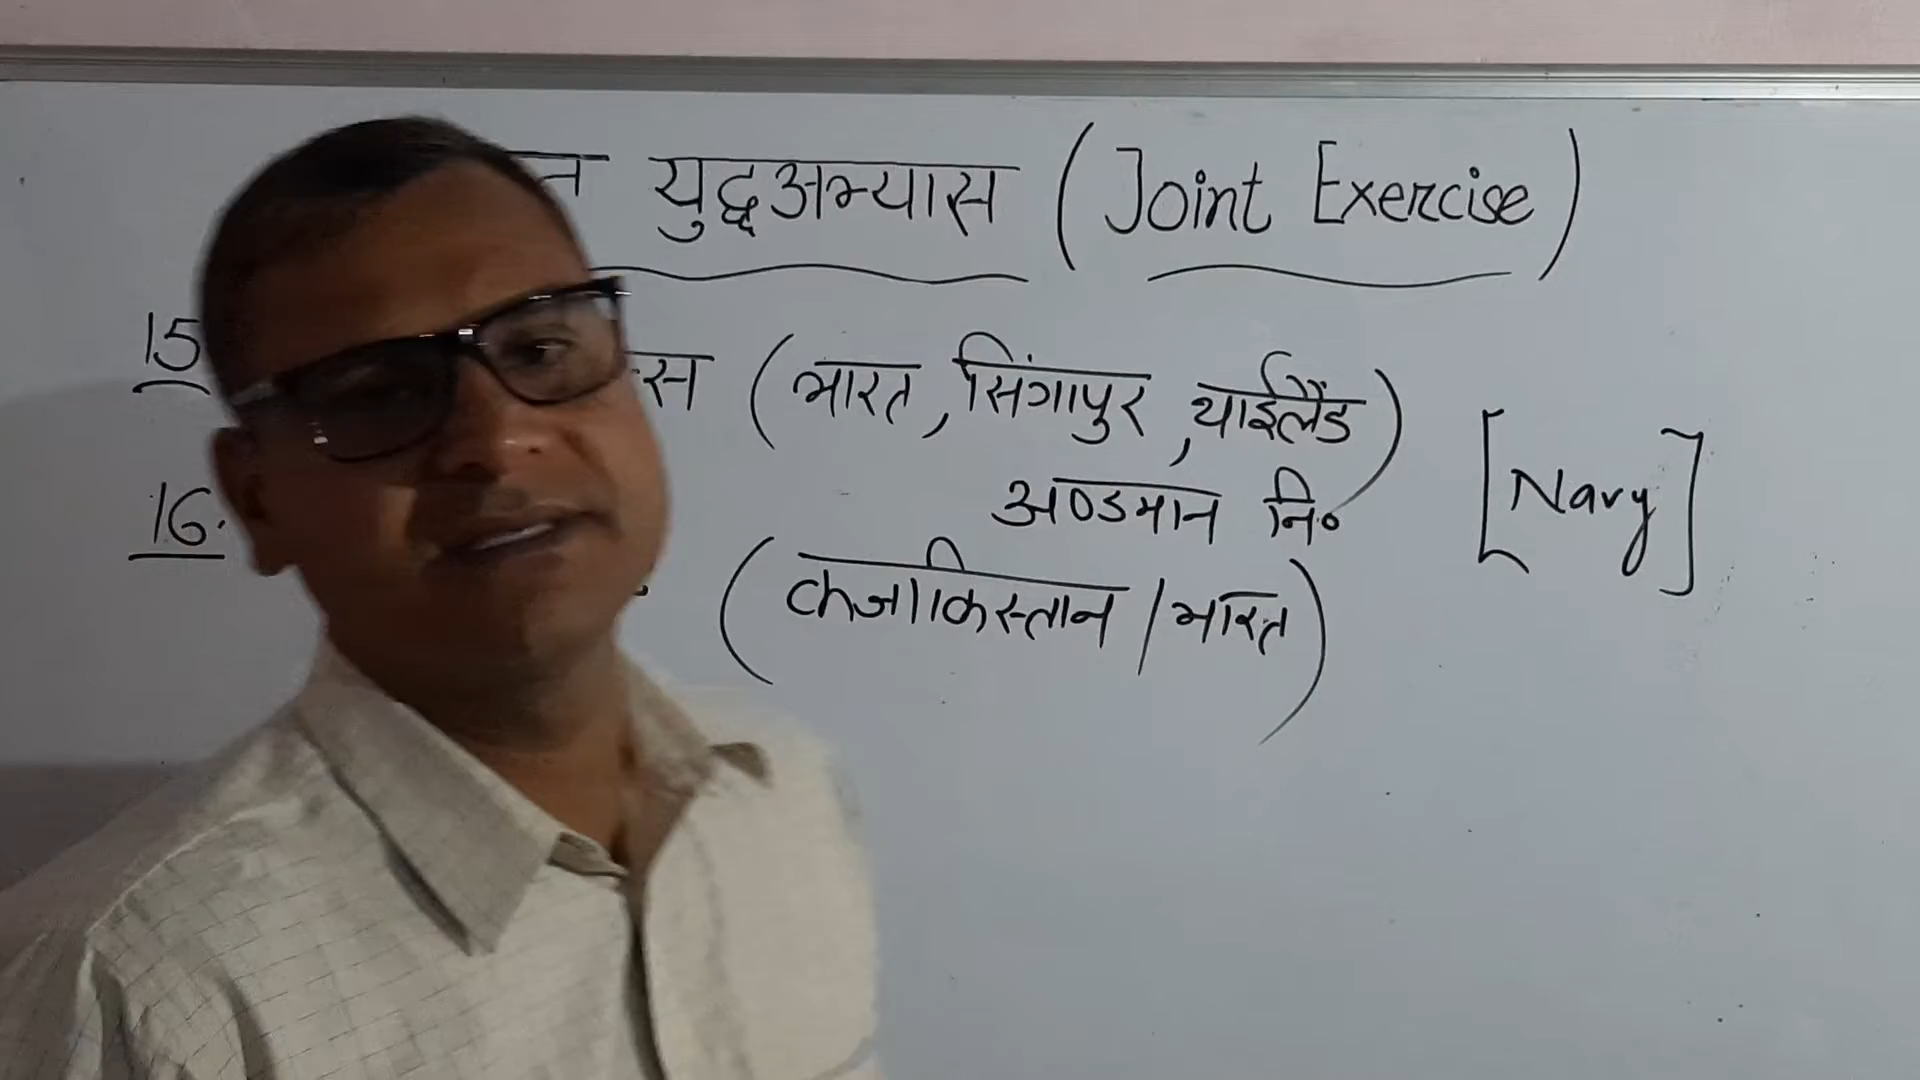 युद्धअभ्यास (Joint Exercise)
15 (भारत, सिंगापुर, थाईलैंड)
अण्डमान नि०
[Navy]
16. (कजाकिस्तान / भारत)